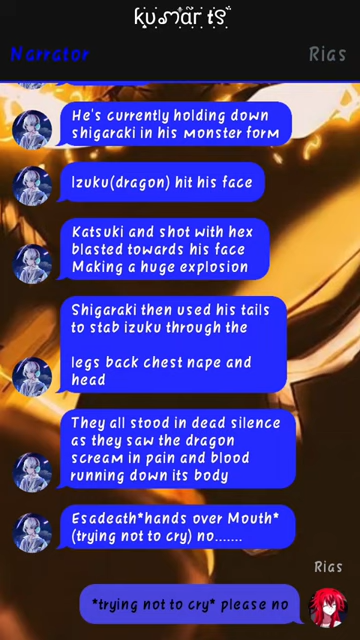 kumar ts
Narrator
Rias
He's currently holding down
shigaraki in his monster form
Izuku(dragon) hit his face
Katsuki and shot with hex
blasted towards his face
Making a huge explosion
Shigaraki then used his tails
to stab izuku through the
legs back chest nape and
head
They all stood in dead silence
as they saw the dragon
scream in pain and blood
running down its body
Esadeath*hands over Mouth*
(trying not to cry) no.......
Rias
*trying not to cry* please no